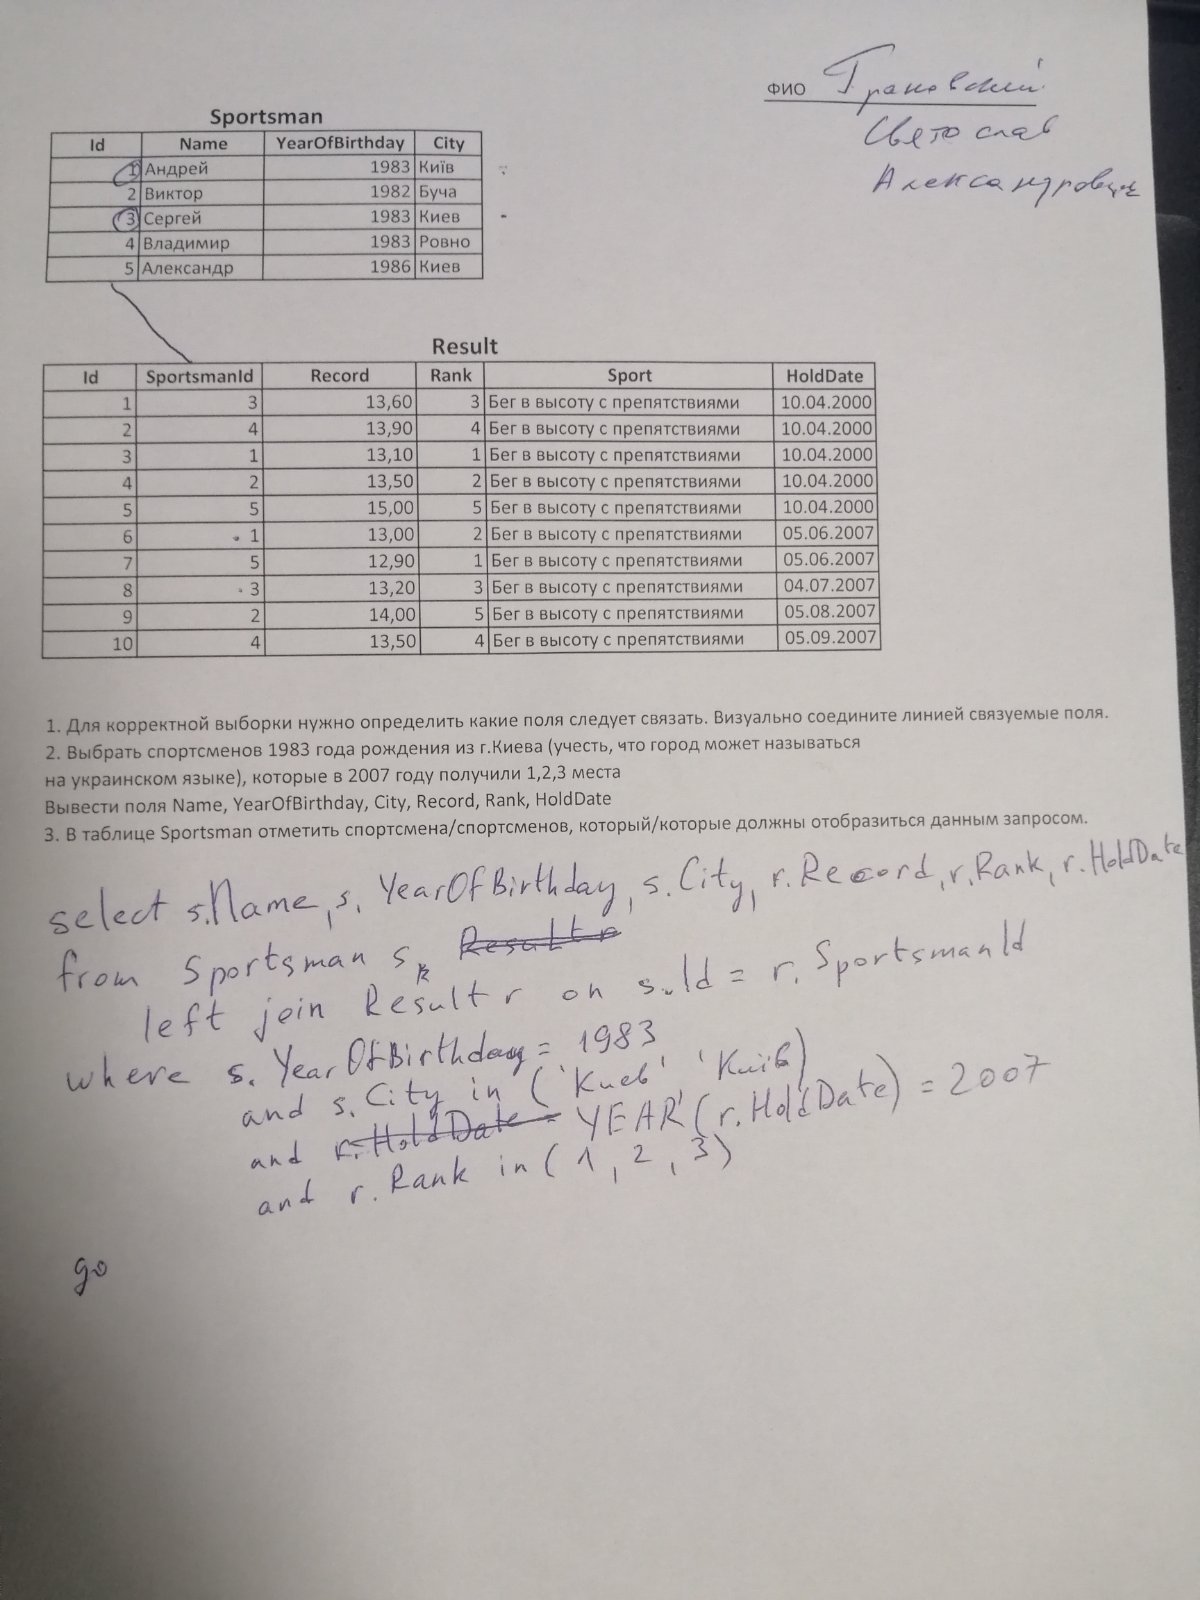 ФИО Грановский
Святослав
Александрович
Sportsman
Id Name YearOfBirthday City
1 Андрей 1983 Київ
2 Виктор 1982 Буча
3 Сергей 1983 Киев
4 Владимир 1983 Ровно
5 Александр 1986 Киев
Result
Id SportsmanId Record Rank Sport HoldDate
1 3 13,60 3 Бег в высоту с препятствиями 10.04.2000
2 4 13,90 4 Бег в высоту с препятствиями 10.04.2000
3 1 13,10 1 Бег в высоту с препятствиями 10.04.2000
4 2 13,50 2 Бег в высоту с препятствиями 10.04.2000
5 5 15,00 5 Бег в высоту с препятствиями 10.04.2000
6 1 13,00 2 Бег в высоту с препятствиями 05.06.2007
7 5 12,90 1 Бег в высоту с препятствиями 05.06.2007
8 3 13,20 3 Бег в высоту с препятствиями 04.07.2007
9 2 14,00 5 Бег в высоту с препятствиями 05.08.2007
10 4 13,50 4 Бег в высоту с препятствиями 05.09.2007
1. Для корректной выборки нужно определить какие поля следует связать. Визуально соедините линией связуемые поля.
2. Выбрать спортсменов 1983 года рождения из г.Киева (учесть, что город может называться
на украинском языке), которые в 2007 году получили 1,2,3 места
Вывести поля Name, YearOfBirthday, City, Record, Rank, HoldDate
3. В таблице Sportsman отметить спортсмена/спортсменов, который/которые должны отобразиться данным запросом.
select s.Name, s.YearOfBirthday, s.City, r.Record, r.Rank, r.HoldDate
from Sportsman s, Result r
left join Result r on s.Id = r.SportsmanId
where s.YearOfBirthday = 1983
and s.City in ('Киев', 'Київ')
and r.HoldDate = YEAR(r.HoldDate) = 2007
and r.Rank in (1, 2, 3)
go